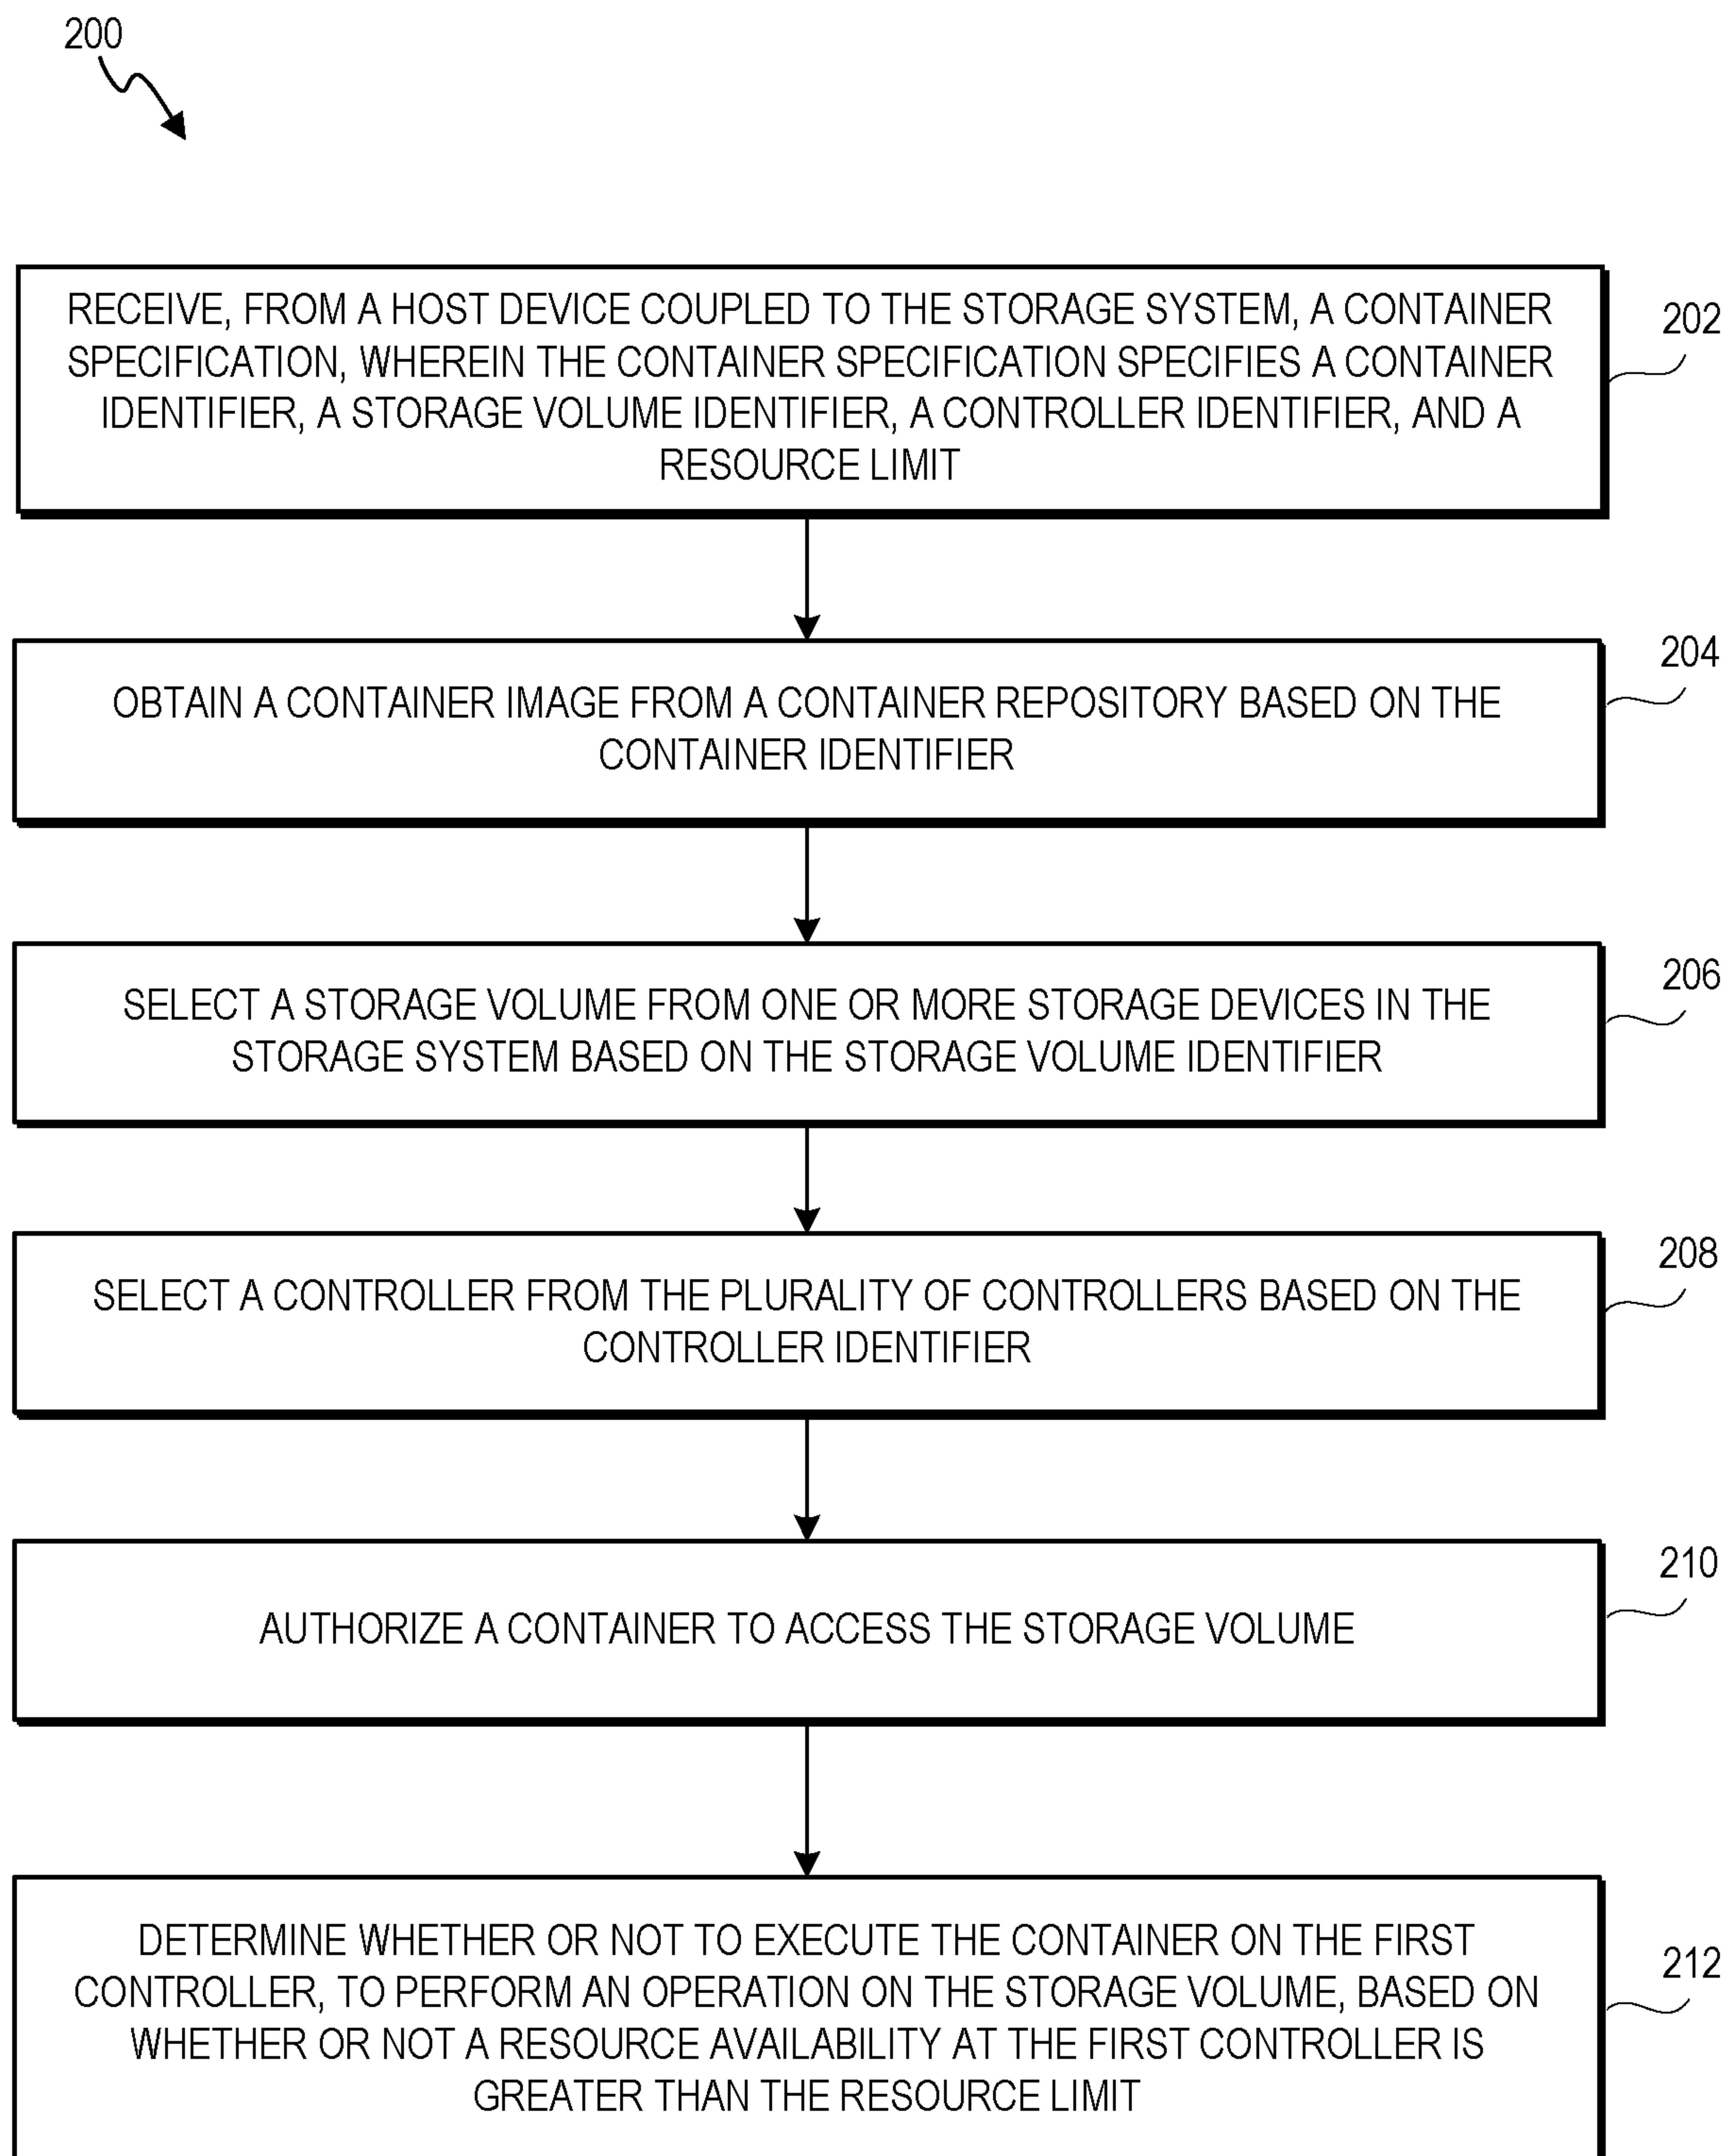 200
RECEIVE, FROM A HOST DEVICE COUPLED TO THE STORAGE SYSTEM, A CONTAINER
SPECIFICATION, WHEREIN THE CONTAINER SPECIFICATION SPECIFIES A CONTAINER
IDENTIFIER, A STORAGE VOLUME IDENTIFIER, A CONTROLLER IDENTIFIER, AND A
RESOURCE LIMIT
202
OBTAIN A CONTAINER IMAGE FROM A CONTAINER REPOSITORY BASED ON THE
CONTAINER IDENTIFIER
204
SELECT A STORAGE VOLUME FROM ONE OR MORE STORAGE DEVICES IN THE
STORAGE SYSTEM BASED ON THE STORAGE VOLUME IDENTIFIER
206
SELECT A CONTROLLER FROM THE PLURALITY OF CONTROLLERS BASED ON THE
CONTROLLER IDENTIFIER
208
AUTHORIZE A CONTAINER TO ACCESS THE STORAGE VOLUME
210
DETERMINE WHETHER OR NOT TO EXECUTE THE CONTAINER ON THE FIRST
CONTROLLER, TO PERFORM AN OPERATION ON THE STORAGE VOLUME, BASED ON
WHETHER OR NOT A RESOURCE AVAILABILITY AT THE FIRST CONTROLLER IS
GREATER THAN THE RESOURCE LIMIT
212